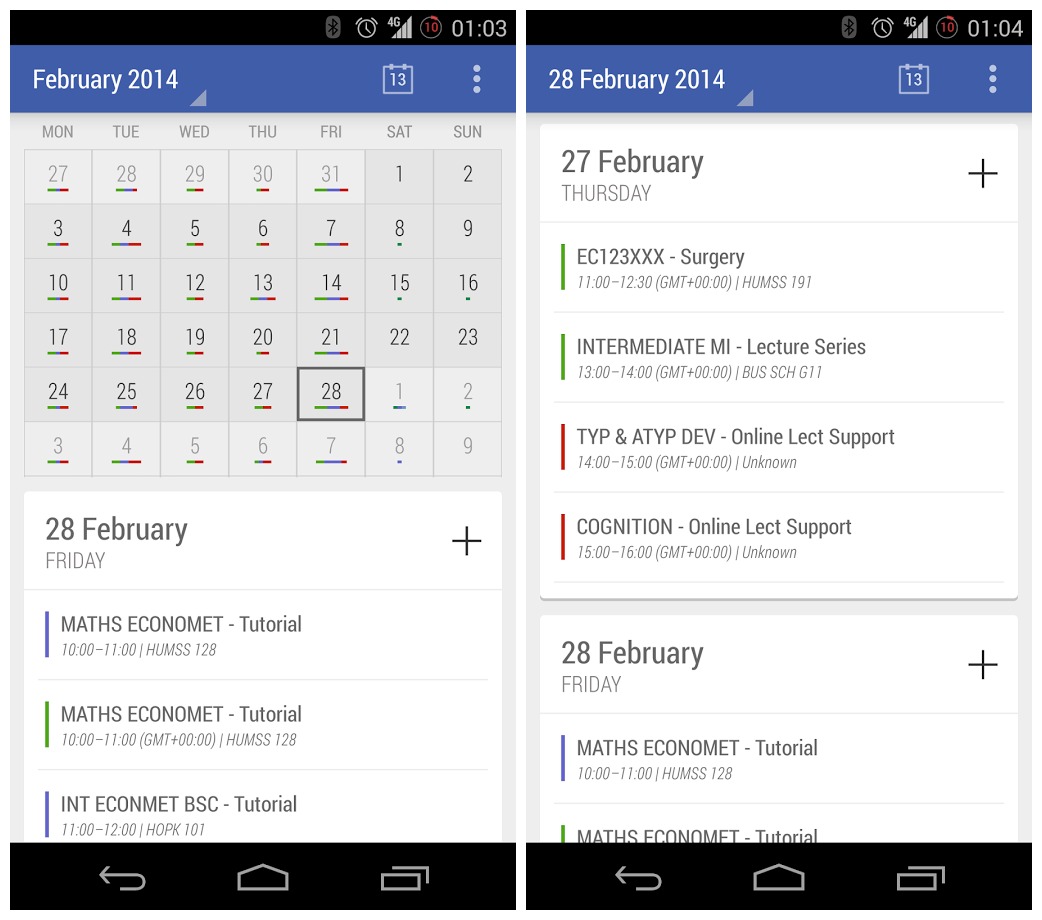 4G 10 01:03
February 2014 13
MON TUE WED THU FRI SAT SUN
27 28 29 30 31 1 2
3 4 5 6 7 8 9
10 11 12 13 14 15 16
17 18 19 20 21 22 23
24 25 26 27 28 1 2
3 4 5 6 7 8 9
28 February
FRIDAY
MATHS ECONOMET - Tutorial
10:00–11:00 | HUMSS 128
MATHS ECONOMET - Tutorial
10:00–11:00 (GMT+00:00) | HUMSS 128
INT ECONMET BSC - Tutorial
11:00–12:00 | HOPK 101
4G 10 01:04
28 February 2014 13
27 February
THURSDAY
EC123XXX - Surgery
11:00–12:30 (GMT+00:00) | HUMSS 191
INTERMEDIATE MI - Lecture Series
13:00–14:00 (GMT+00:00) | BUS SCH G11
TYP & ATYP DEV - Online Lect Support
14:00–15:00 (GMT+00:00) | Unknown
COGNITION - Online Lect Support
15:00–16:00 (GMT+00:00) | Unknown
28 February
FRIDAY
MATHS ECONOMET - Tutorial
10:00–11:00 | HUMSS 128
MATHS ECONOMET - Tutorial